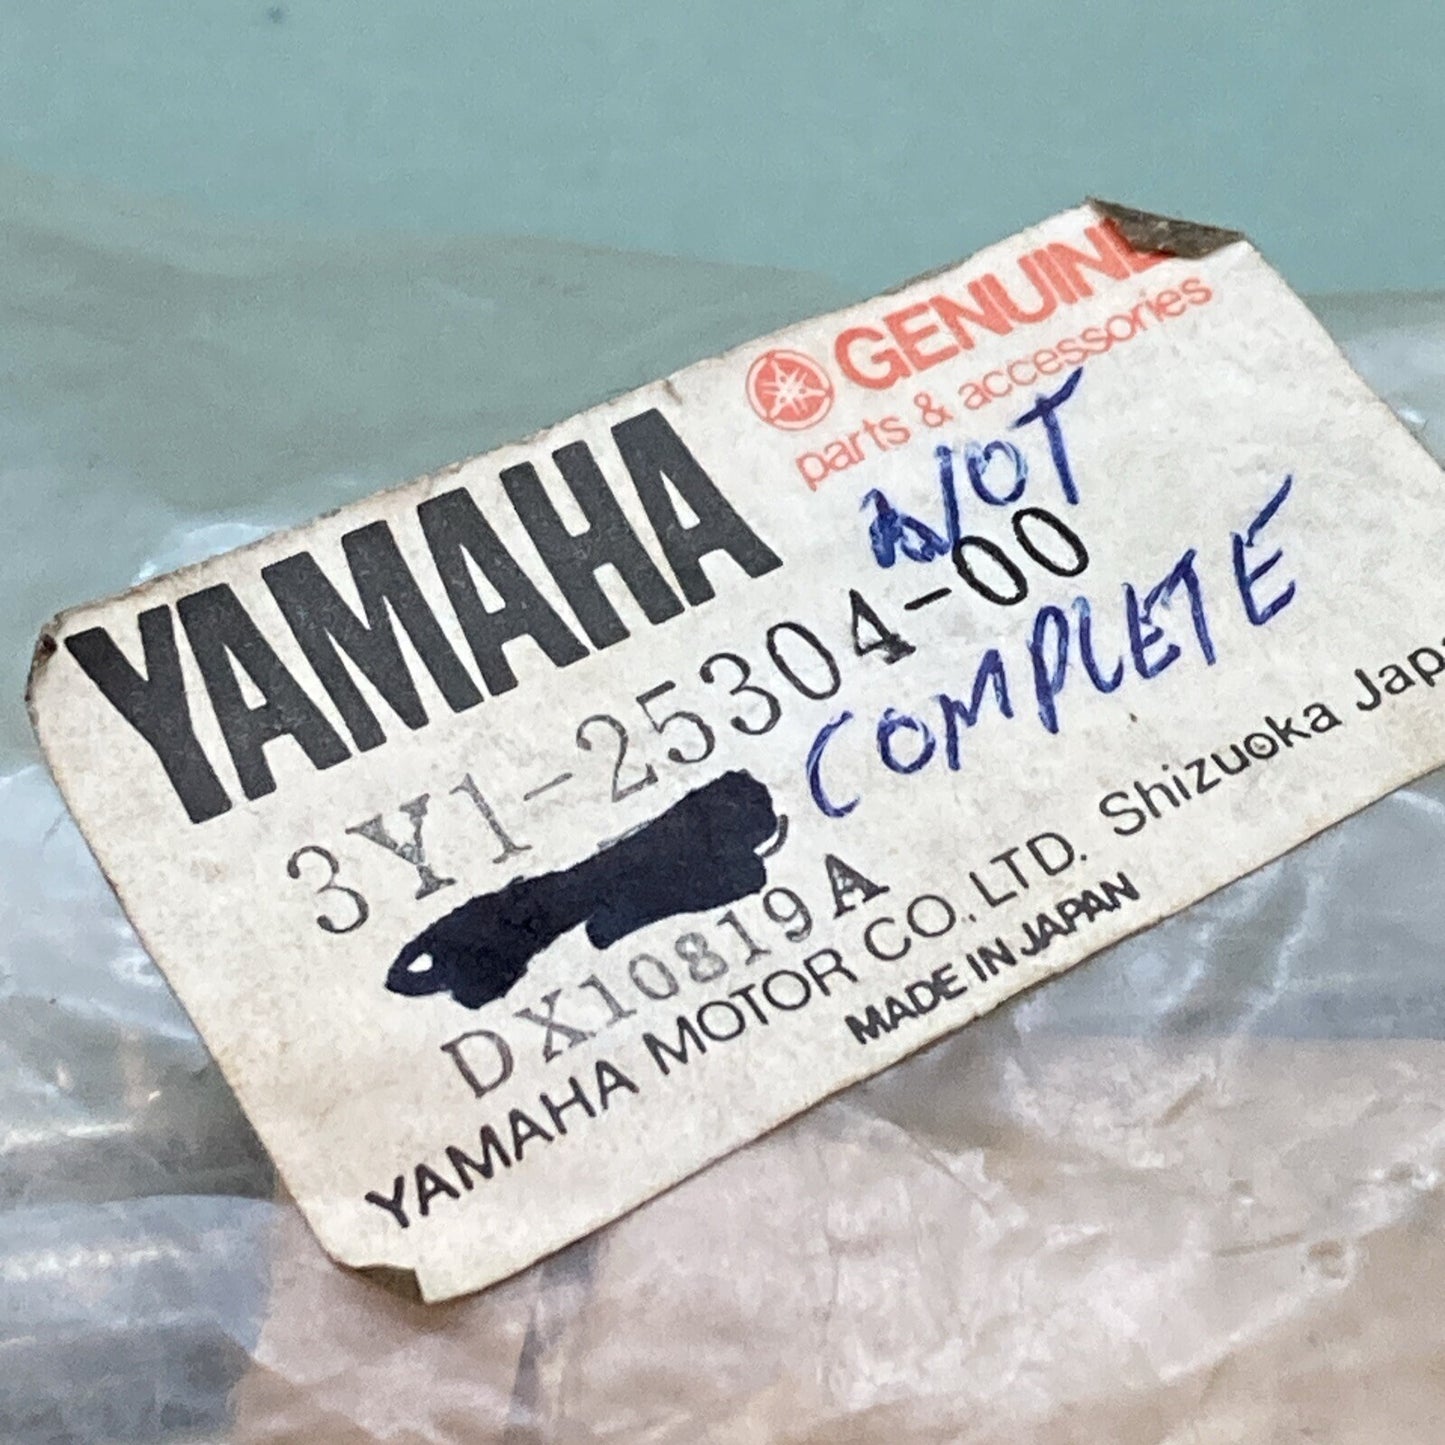 YAMAHA
GENUINE
parts & accessories
NOT
3Y1-25304-00
COMPLETE
DX10819A
YAMAHA MOTOR CO., LTD. Shizuoka Japan
MADE IN JAPAN